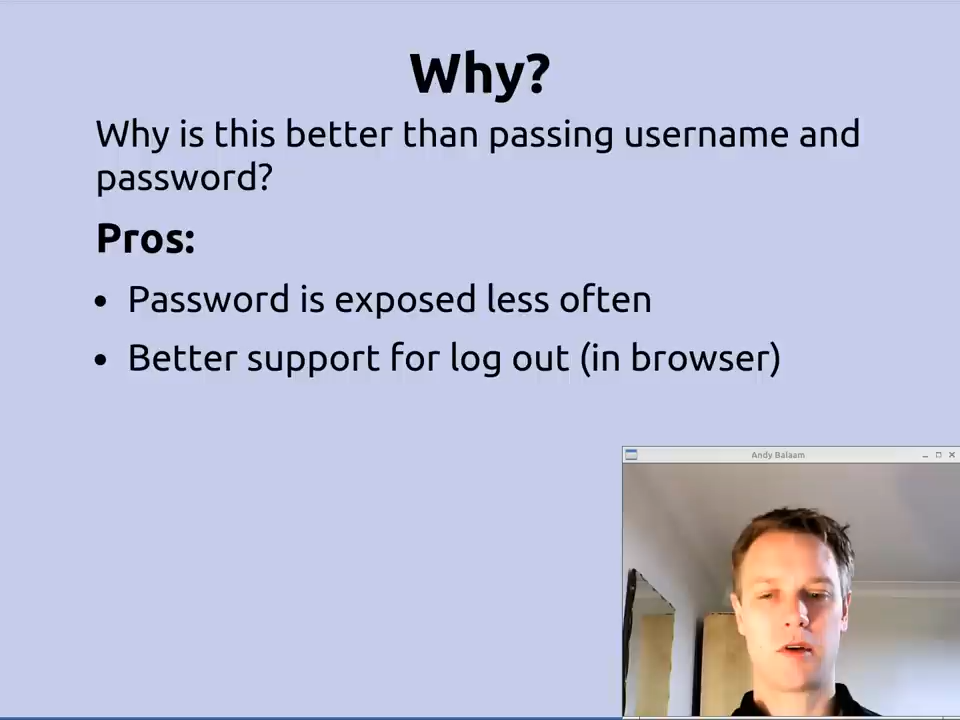 Why?
Why is this better than passing username and
password?
Pros:
• Password is exposed less often
• Better support for log out (in browser)
Andy Balaam